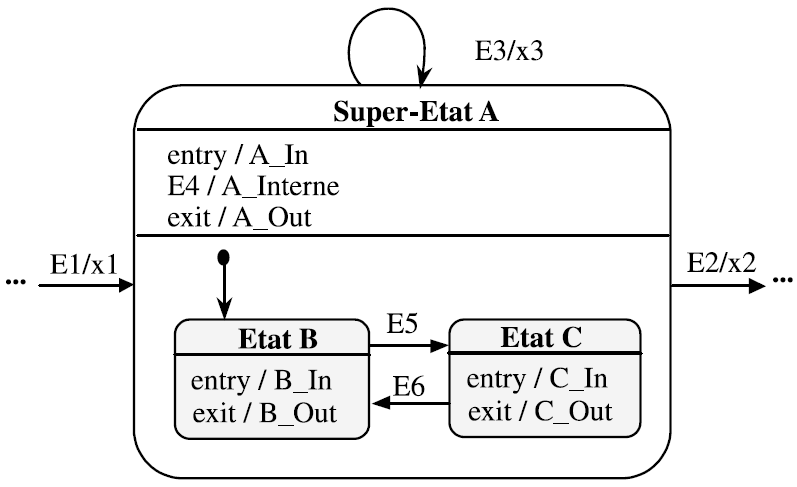 E3/x3
Super-Etat A
entry / A_In
E4 / A_Interne
exit / A_Out
... E1/x1
E2/x2 ...
Etat B
entry / B_In
exit / B_Out
E5
E6
Etat C
entry / C_In
exit / C_Out